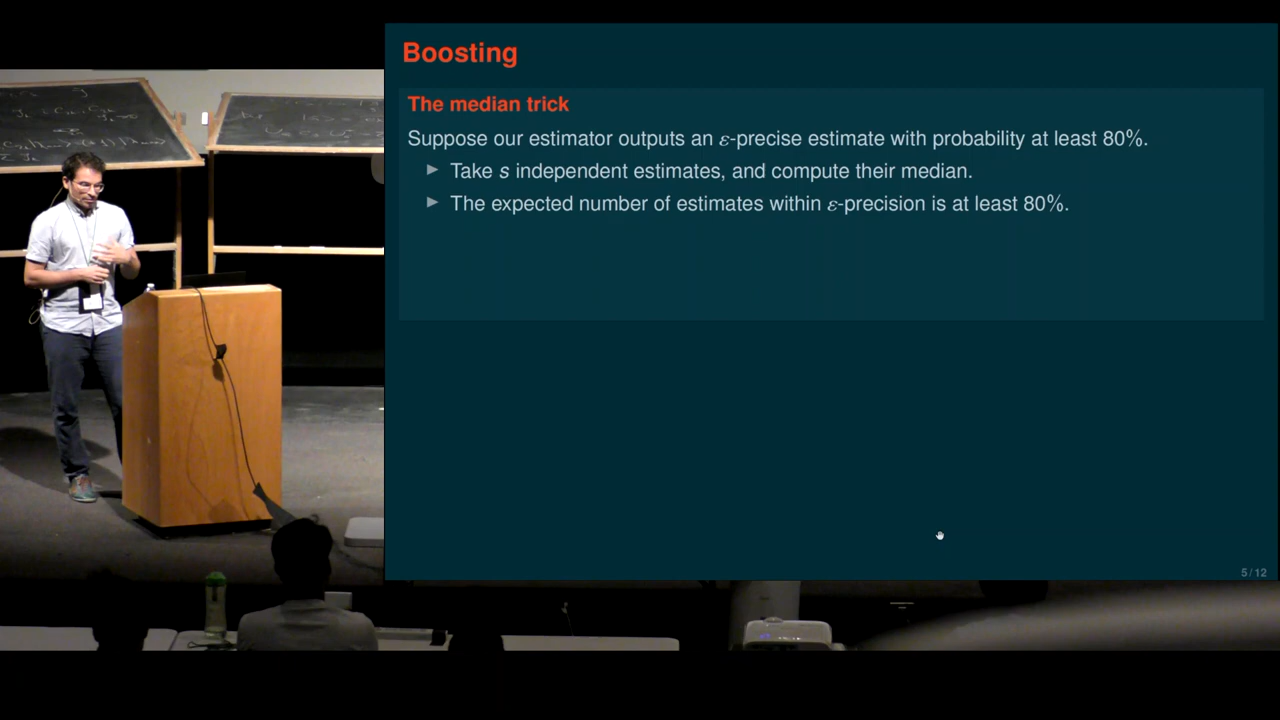 Boosting
The median trick
Suppose our estimator outputs an ε-precise estimate with probability at least 80%.
▶ Take s independent estimates, and compute their median.
▶ The expected number of estimates within ε-precision is at least 80%.
5 / 12